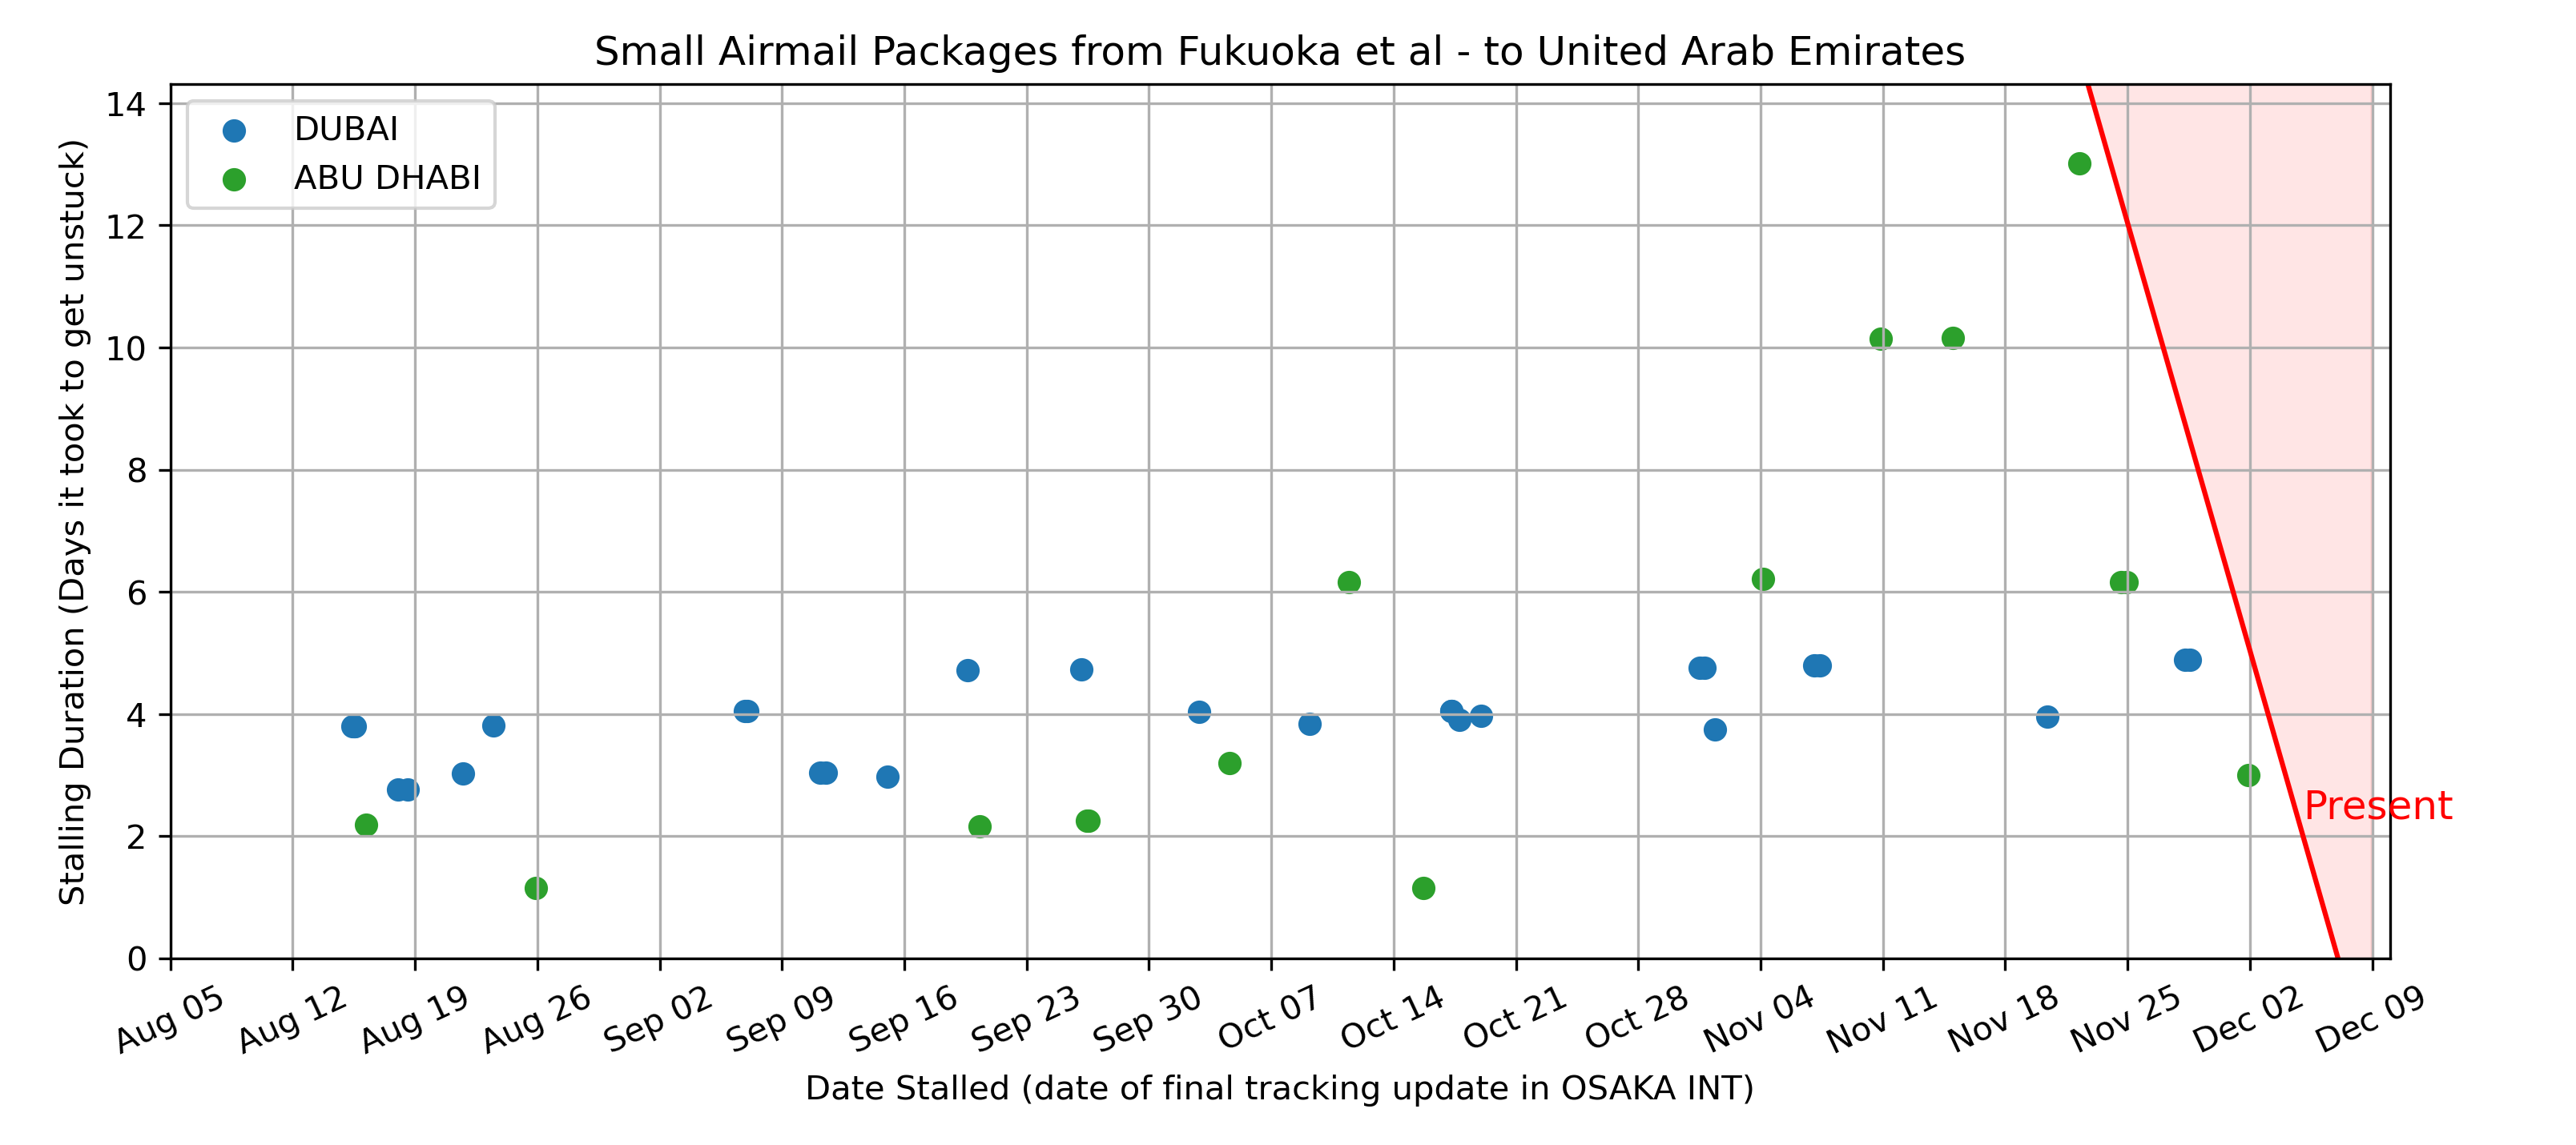 Small Airmail Packages from Fukuoka et al - to United Arab Emirates
DUBAI
ABU DHABI
Stalling Duration (Days it took to get unstuck)
14
12
10
8
6
4
2
0
Present
Aug 05
Aug 12
Aug 19
Aug 26
Sep 02
Sep 09
Sep 16
Sep 23
Sep 30
Oct 07
Oct 14
Oct 21
Oct 28
Nov 04
Nov 11
Nov 18
Nov 25
Dec 02
Dec 09
Date Stalled (date of final tracking update in OSAKA INT)